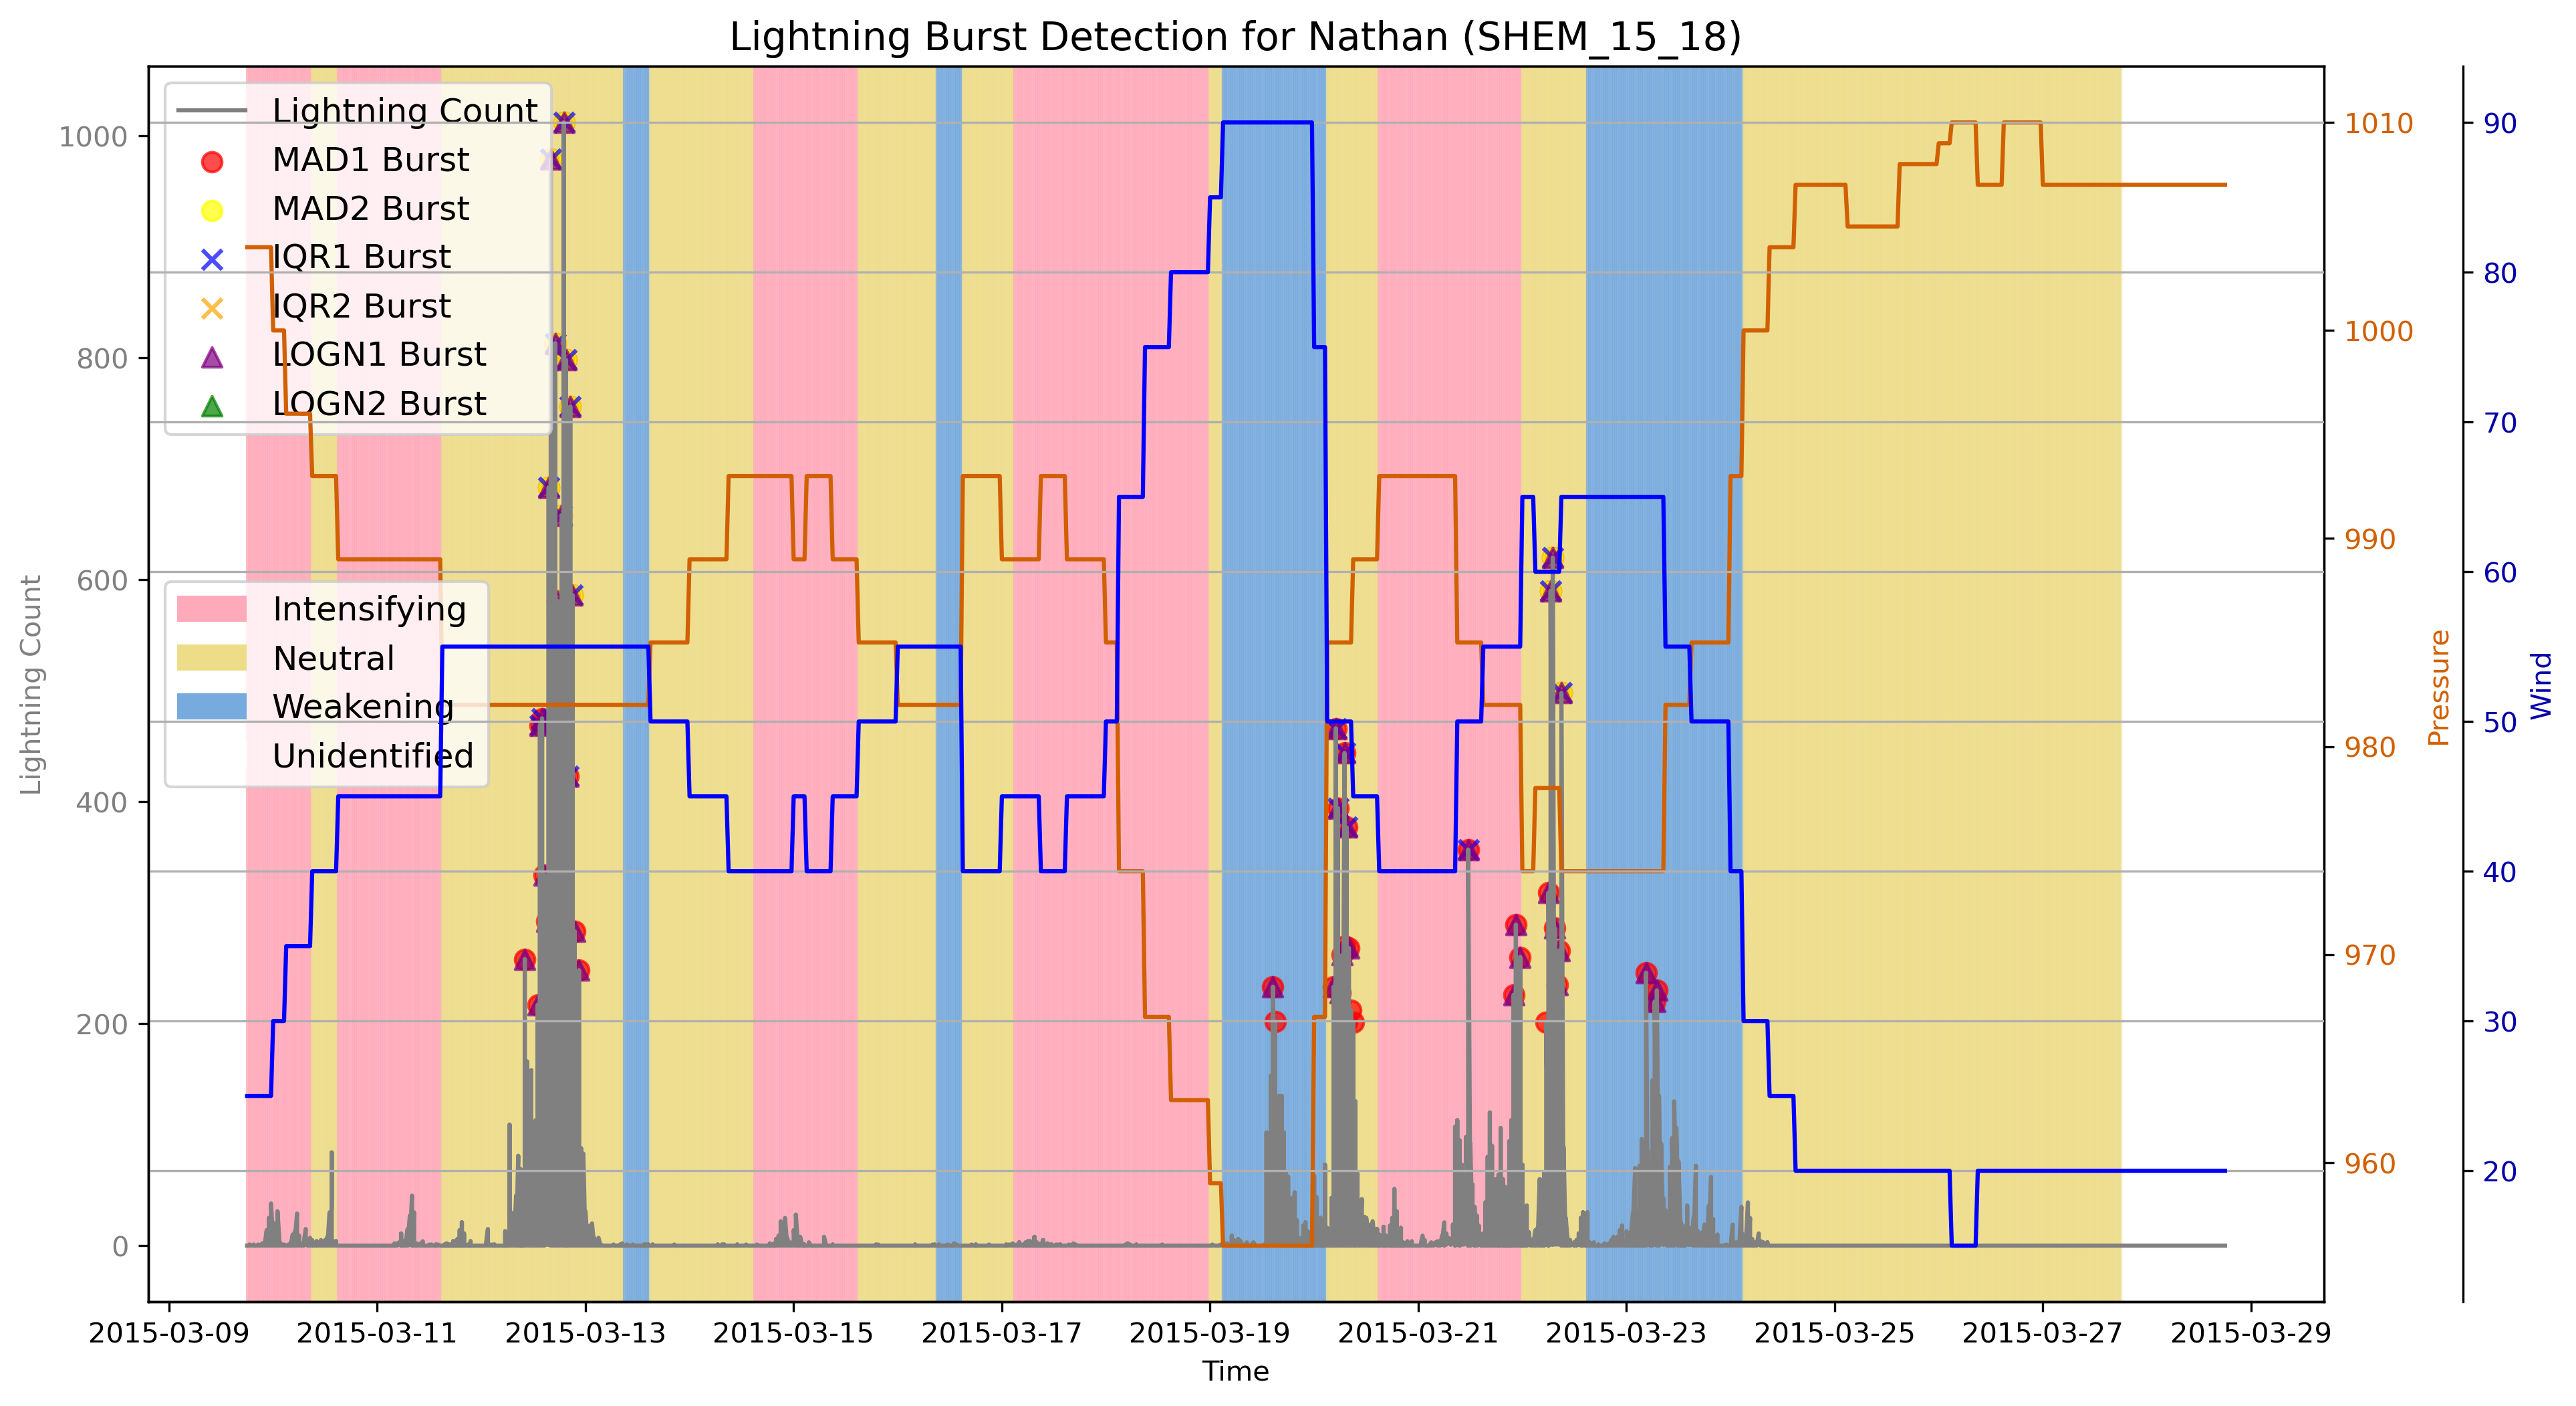 Lightning Burst Detection for Nathan (SHEM_15_18)
Lightning Count
MAD1 Burst
MAD2 Burst
IQR1 Burst
IQR2 Burst
LOGN1 Burst
LOGN2 Burst
Intensifying
Neutral
Weakening
Unidentified
Lightning Count
1000
800
600
400
200
0
1010
1000
990
980
970
960
Pressure
90
80
70
60
50
40
30
20
Wind
2015-03-09 2015-03-11 2015-03-13 2015-03-15 2015-03-17 2015-03-19 2015-03-21 2015-03-23 2015-03-25 2015-03-27 2015-03-29
Time